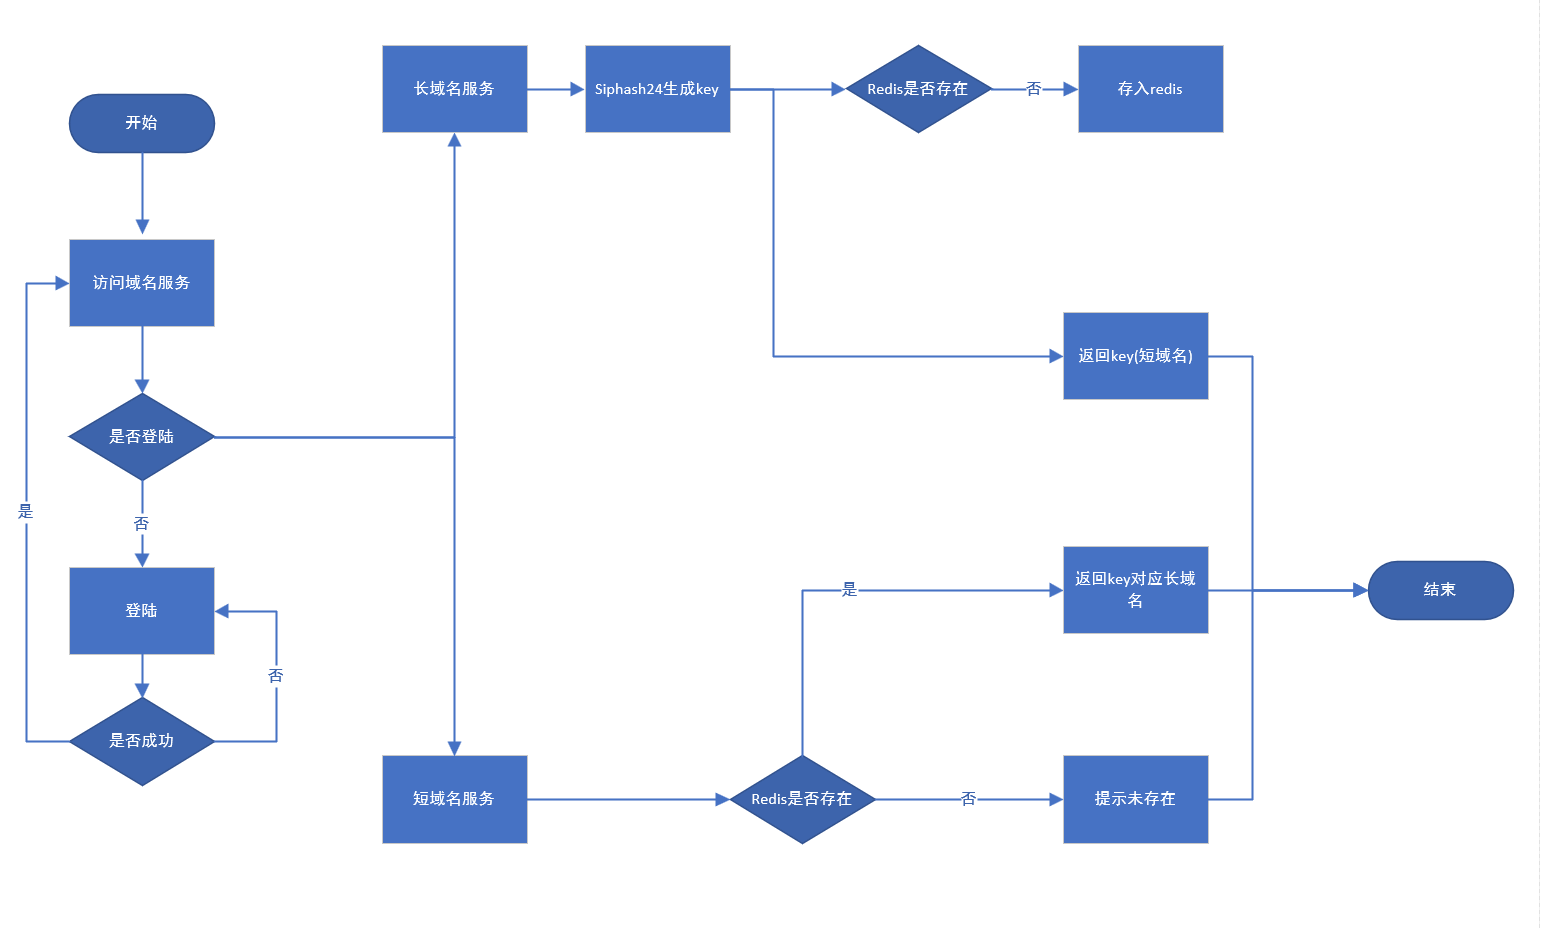 开始
访问域名服务
是否登陆
是
否
登陆
否
是否成功
长域名服务
Siphash24生成key
Redis是否存在
否
存入redis
返回key(短域名)
是
返回key对应长域
名
结束
短域名服务
Redis是否存在
否
提示未存在